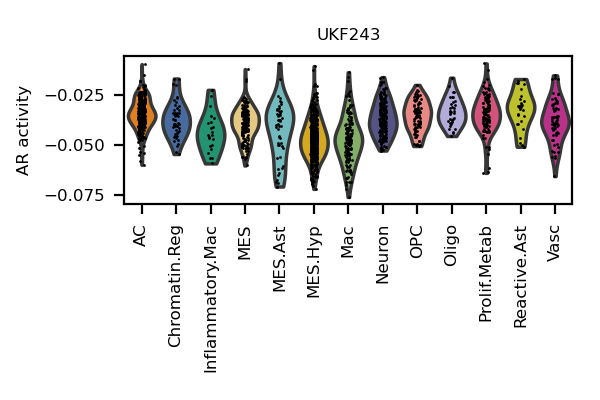 UKF243
AR activity
−0.025
−0.050
−0.075
AC
Chromatin.Reg
Inflammatory.Mac
MES
MES.Ast
MES.Hyp
Mac
Neuron
OPC
Oligo
Prolif.Metab
Reactive.Ast
Vasc